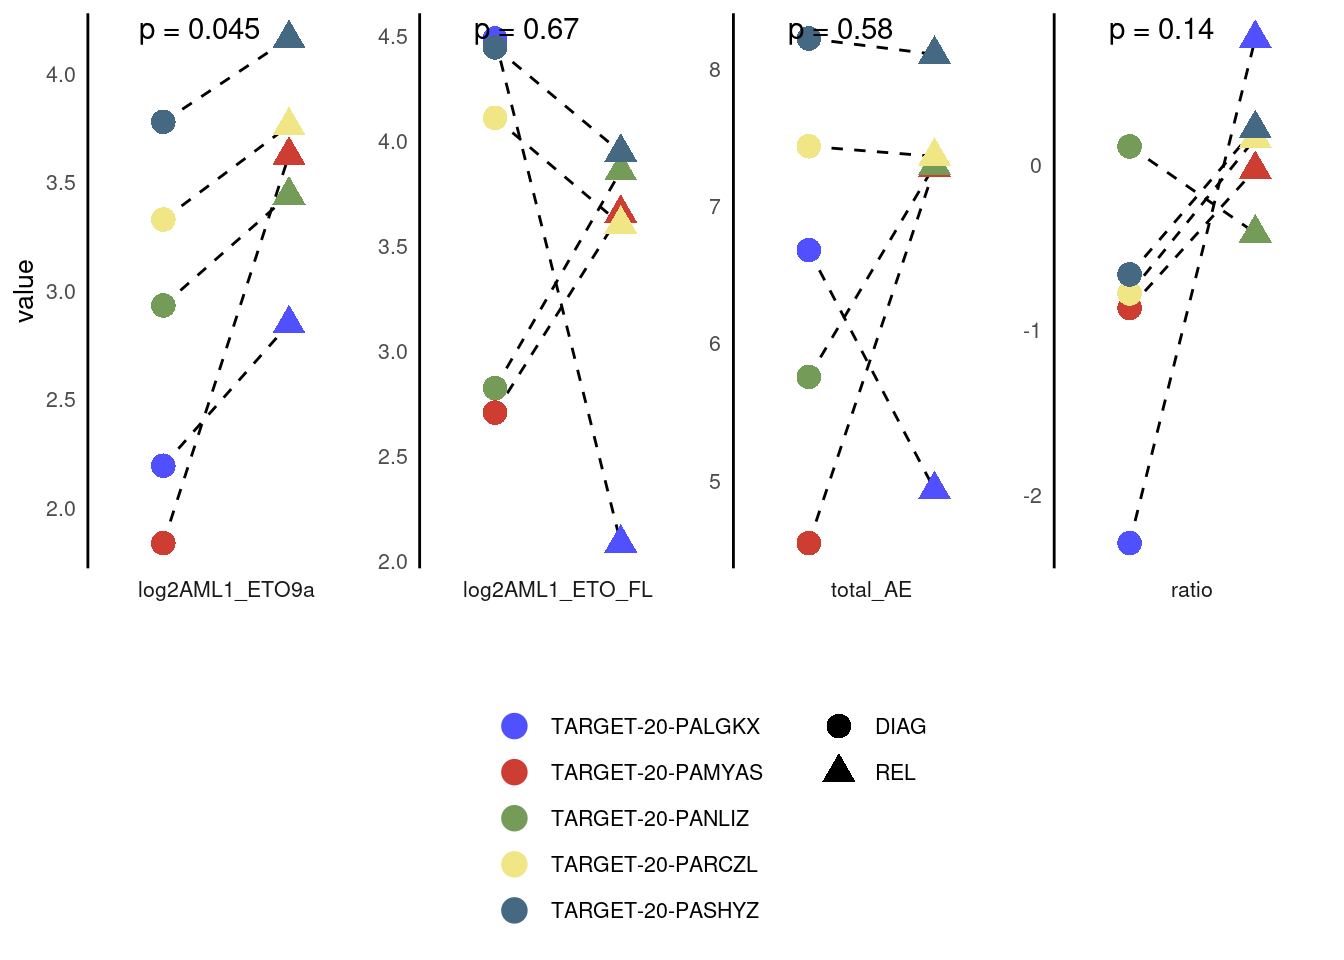 p = 0.045
p = 0.67
p = 0.58
p = 0.14
value
4.0
3.5
3.0
2.5
2.0
4.5
4.0
3.5
3.0
2.5
2.0
8
7
6
5
0
-1
-2
log2AML1_ETO9a
log2AML1_ETO_FL
total_AE
ratio
TARGET-20-PALGKX
TARGET-20-PAMYAS
TARGET-20-PANLIZ
TARGET-20-PARCZL
TARGET-20-PASHYZ
DIAG
REL